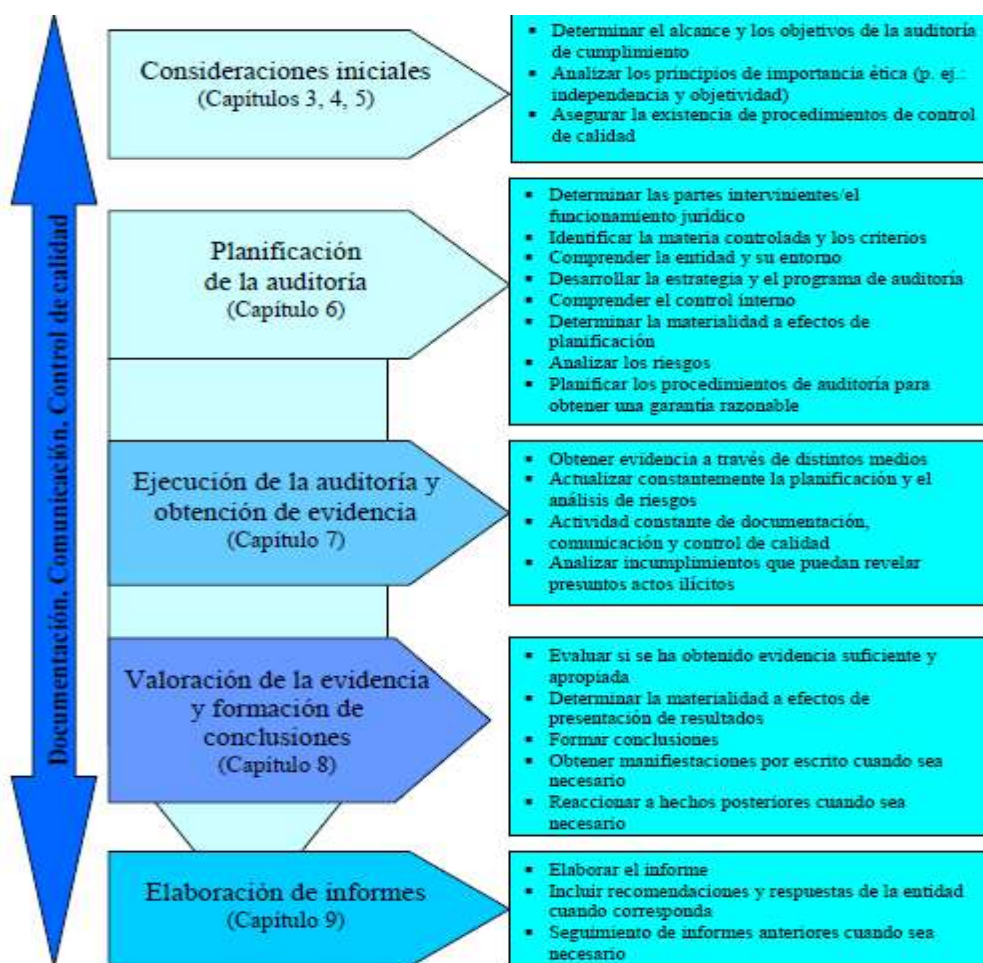 Documentación, Comunicación, Control de calidad
Consideraciones iniciales
(Capítulos 3, 4, 5)
▪ Determinar el alcance y los objetivos de la auditoría
de cumplimiento
▪ Analizar los principios de importancia ética (p. ej.:
independencia y objetividad)
▪ Asegurar la existencia de procedimientos de control
de calidad
Planificación
de la auditoría
(Capítulo 6)
▪ Determinar las partes intervinientes/el
funcionamiento jurídico
▪ Identificar la materia controlada y los criterios
▪ Comprender la entidad y su entorno
▪ Desarrollar la estrategia y el programa de auditoría
▪ Comprender el control interno
▪ Determinar la materialidad a efectos de
planificación
▪ Analizar los riesgos
▪ Planificar los procedimientos de auditoría para
obtener una garantía razonable
Ejecución de la auditoría y
obtención de evidencia
(Capítulo 7)
▪ Obtener evidencia a través de distintos medios
▪ Actualizar constantemente la planificación y el
análisis de riesgos
▪ Actividad constante de documentación,
comunicación y control de calidad
▪ Analizar incumplimientos que puedan revelar
presuntos actos ilícitos
Valoración de la evidencia
y formación de
conclusiones
(Capítulo 8)
▪ Evaluar si se ha obtenido evidencia suficiente y
apropiada
▪ Determinar la materialidad a efectos de
presentación de resultados
▪ Formar conclusiones
▪ Obtener manifiestaciones por escrito cuando sea
necesario
▪ Reaccionar a hechos posteriores cuando sea
necesario
Elaboración de informes
(Capítulo 9)
▪ Elaborar el informe
▪ Incluir recomendaciones y respuestas de la entidad
cuando corresponda
▪ Seguimiento de informes anteriores cuando sea
necesario